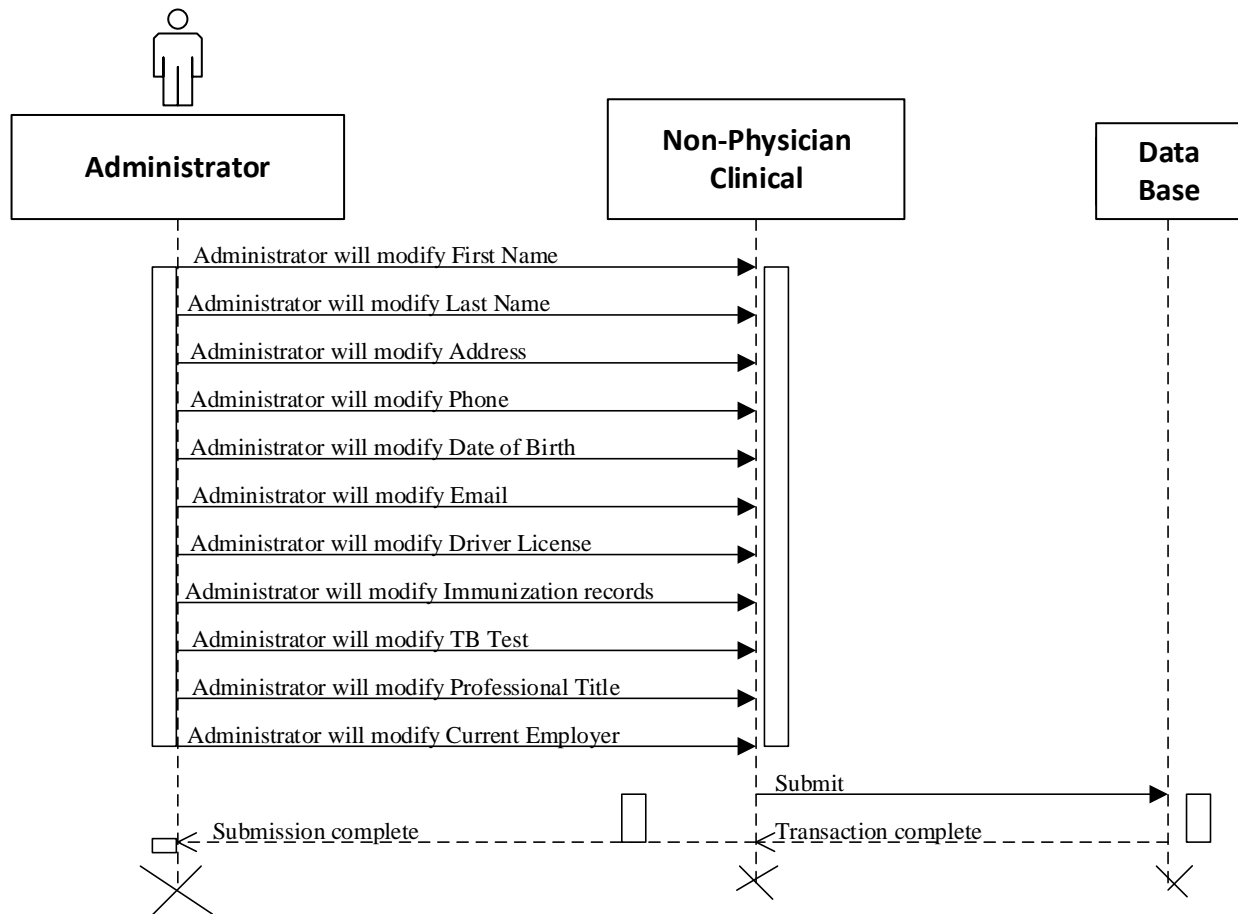 Administrator
Non-Physician
Clinical
Data
Base
Administrator will modify First Name
Administrator will modify Last Name
Administrator will modify Address
Administrator will modify Phone
Administrator will modify Date of Birth
Administrator will modify Email
Administrator will modify Driver License
Administrator will modify Immunization records
Administrator will modify TB Test
Administrator will modify Professional Title
Administrator will modify Current Employer
Submit
Submission complete
Transaction complete